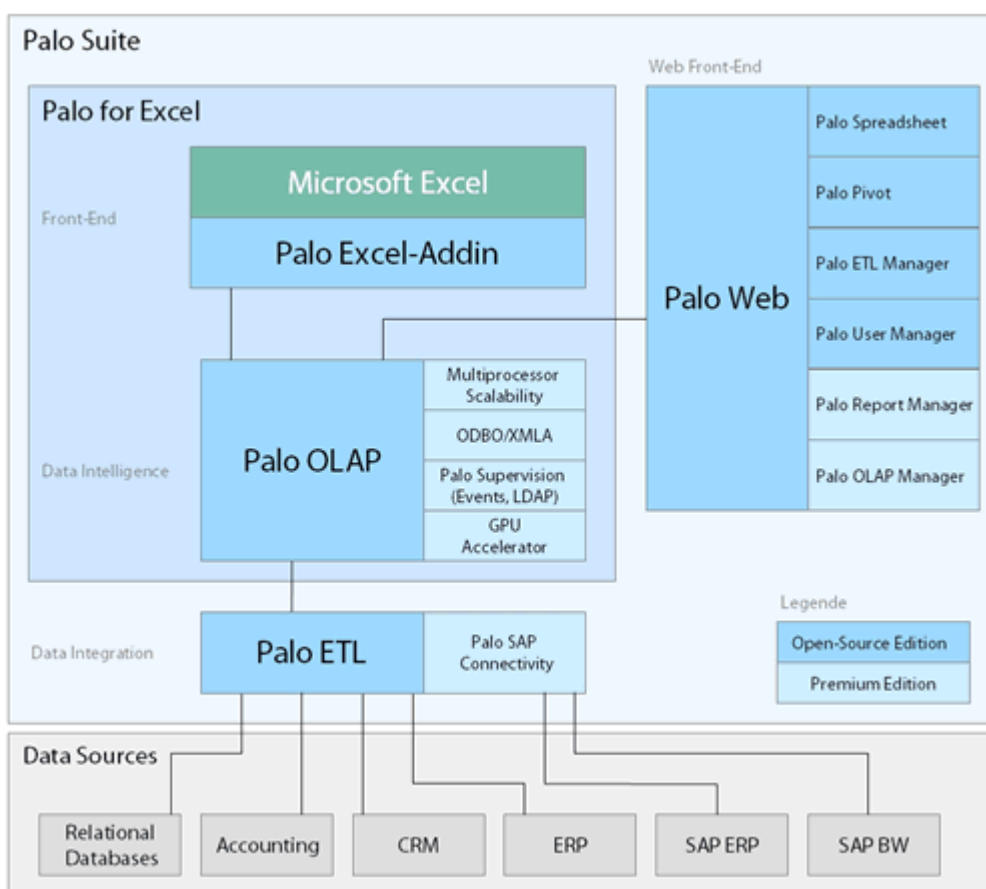 Palo Suite
Web Front-End
Palo for Excel
Microsoft Excel
Front-End
Palo Excel-Addin
Palo Web
Palo Spreadsheet
Palo Pivot
Palo ETL Manager
Palo User Manager
Palo Report Manager
Palo OLAP Manager
Data Intelligence
Palo OLAP
Multiprocessor
Scalability
ODBO/XMLA
Palo Supervision
(Events, LDAP)
GPU
Accelerator
Data Integration
Palo ETL
Palo SAP
Connectivity
Legende
Open-Source Edition
Premium Edition
Data Sources
Relational
Databases
Accounting
CRM
ERP
SAP ERP
SAP BW